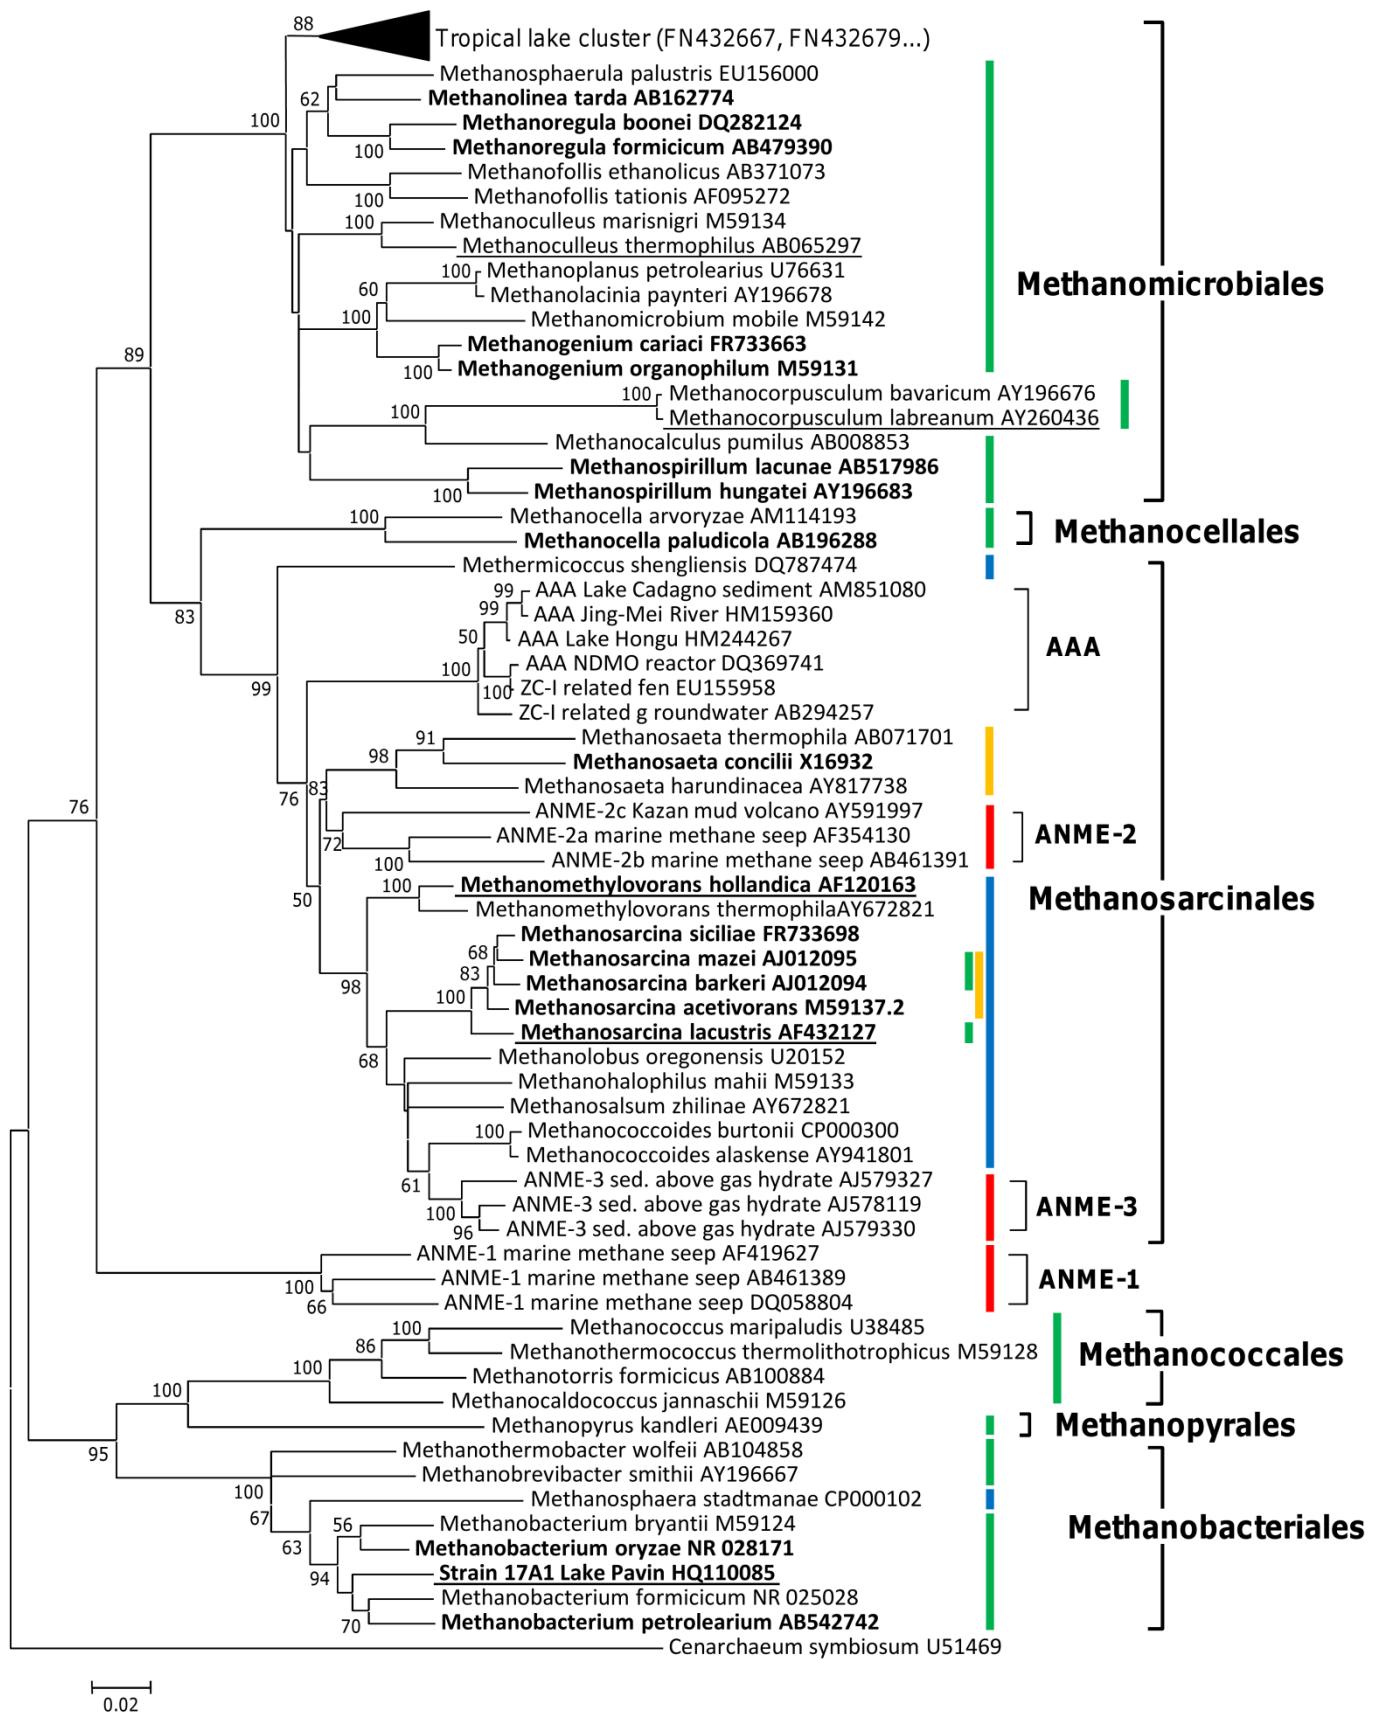 88
Tropical lake cluster (FN432667, FN432679...)
Methanosphaerula palustris EU156000
62
Methanolinea tarda AB162774
100
Methanoregula boonei DQ282124
100
Methanoregula formicicum AB479390
Methanofollis ethanolicus AB371073
100
Methanofollis tationis AF095272
100
Methanoculleus marisnigri M59134
Methanoculleus thermophilus AB065297
100
Methanoplanus petrolearius U76631
Methanomicrobiales
60
Methanolacinia paynteri AY196678
100
Methanomicrobium mobile M59142
Methanogenium cariaci FR733663
89
100
Methanogenium organophilum M59131
100
Methanocorpusculum bavaricum AY196676
100
Methanocorpusculum labreanum AY260436
Methanocalculus pumilus AB008853
Methanospirillum lacunae AB517986
100
Methanospirillum hungatei AY196683
100
Methanocella arvoryzae AM114193
Methanocellales
Methanocella paludicola AB196288
Methermicoccus shengliensis DQ787474
99
AAA Lake Cadagno sediment AM851080
83
99
AAA Jing-Mei River HM159360
50
AAA Lake Hongu HM244267
AAA
100
AAA NDMO reactor DQ369741
99
100
ZC-I related fen EU155958
ZC-I related g roundwater AB294257
91
Methanosaeta thermophila AB071701
98
Methanosaeta concilii X16932
76
83
Methanosaeta harundinacea AY817738
76
ANME-2c Kazan mud volcano AY591997
72
ANME-2a marine methane seep AF354130
ANME-2
100
ANME-2b marine methane seep AB461391
100
Methanomethylovorans hollandica AF120163
Methanosarcinales
50
Methanomethylovorans thermophilaAY672821
Methanosarcina siciliae FR733698
68
Methanosarcina mazei AJ012095
83
Methanosarcina barkeri AJ012094
98
100
Methanosarcina acetivorans M59137.2
Methanosarcina lacustris AF432127
68
Methanolobus oregonensis U20152
Methanohalophilus mahii M59133
Methanosalsum zhilinae AY672821
100
Methanococcoides burtonii CP000300
Methanococcoides alaskense AY941801
61
ANME-3 sed. above gas hydrate AJ579327
100
ANME-3 sed. above gas hydrate AJ578119
ANME-3
96
ANME-3 sed. above gas hydrate AJ579330
ANME-1 marine methane seep AF419627
100
ANME-1 marine methane seep AB461389
ANME-1
66
ANME-1 marine methane seep DQ058804
100
Methanococcus maripaludis U38485
86
Methanothermococcus thermolithotrophicus M59128
Methanococcales
100
Methanotorris formicicus AB100884
100
Methanocaldococcus jannaschii M59126
Methanopyrus kandleri AE009439
Methanopyrales
95
Methanothermobacter wolfeii AB104858
Methanobrevibacter smithii AY196667
100
Methanosphaera stadtmanae CP000102
67
56
Methanobacterium bryantii M59124
Methanobacteriales
63
Methanobacterium oryzae NR 028171
94
Strain 17A1 Lake Pavin HQ110085
Methanobacterium formicicum NR 025028
70
Methanobacterium petrolearium AB542742
Cenarchaeum symbiosum U51469
0.02